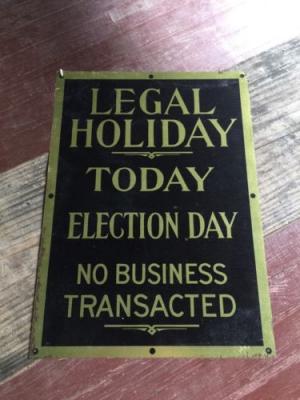 LEGAL
HOLIDAY
TODAY
ELECTION DAY
NO BUSINESS
TRANSACTED